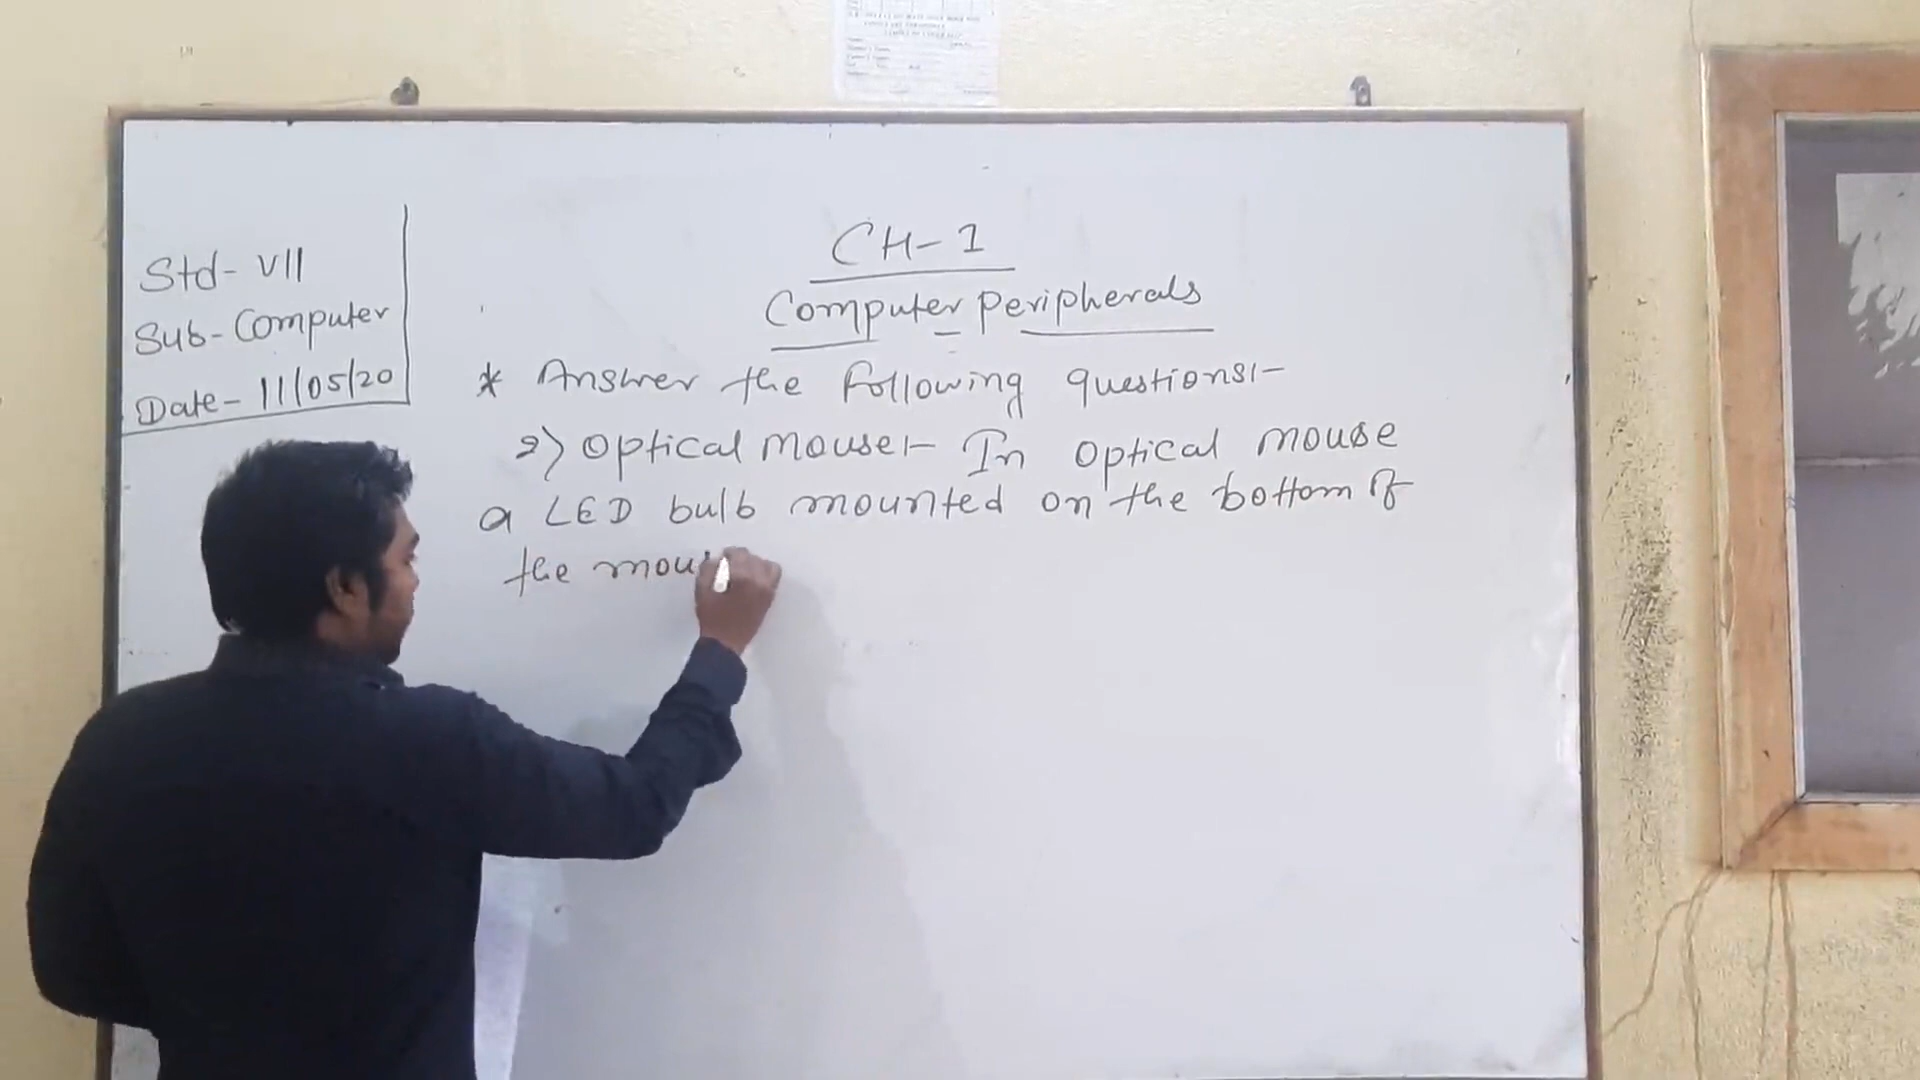 Std- VII
Sub- Computer
Date- 11/05/20
CH-1
Computer Peripherals
* Answer the following questions:-
2) Optical Mouse:- In optical mouse
a LED bulb mounted on the bottom of
the mou